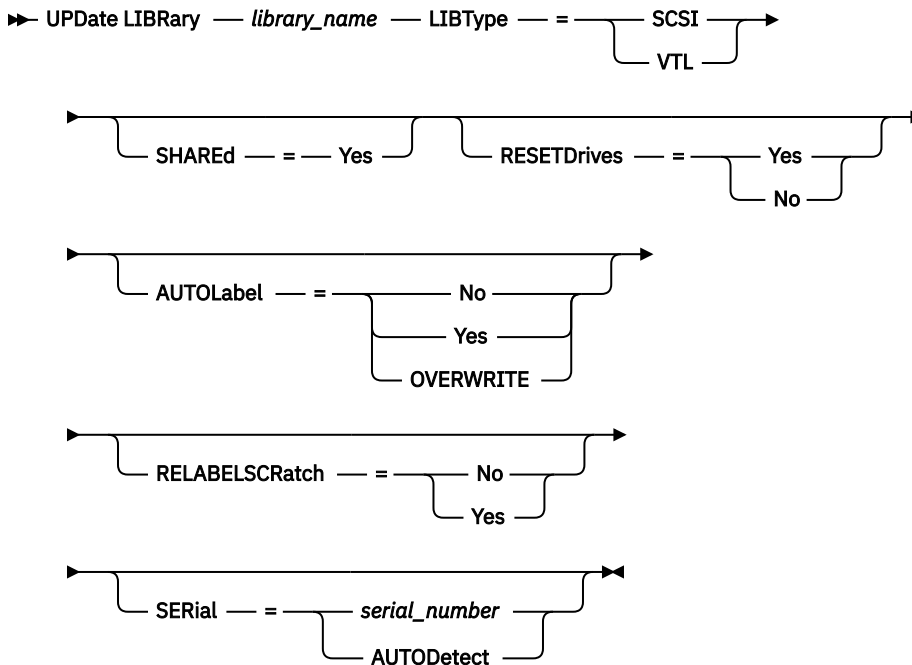 UPDate LIBRary library_name LIBType = SCSI
VTL
SHAREd = Yes RESETDrives = Yes
No
AUTOLabel = No
Yes
OVERWRITE
RELABELSCRatch = No
Yes
SERial = serial_number
AUTODetect